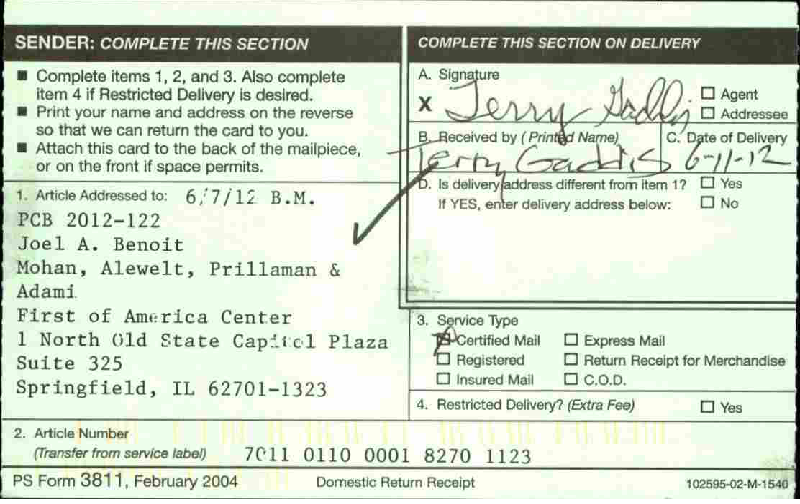 SENDER: COMPLETE THIS SECTION
■ Complete items 1, 2, and 3. Also complete
item 4 if Restricted Delivery is desired.
■ Print your name and address on the reverse
so that we can return the card to you.
■ Attach this card to the back of the mailpiece,
or on the front if space permits.
1. Article Addressed to: 6/7/12 B.M.
PCB 2012-122
Joel A. Benoit
Mohan, Alewelt, Prillaman &
Adami
First of America Center
1 North Old State Capitol Plaza
Suite 325
Springfield, IL 62701-1323
2. Article Number
(Transfer from service label) 7011 0110 0001 8270 1123
COMPLETE THIS SECTION ON DELIVERY
A. Signature
X Terry Gaddis
☐ Agent
☐ Addressee
B. Received by (Printed Name)
Terry Gaddis
C. Date of Delivery
6-11-12
D. Is delivery address different from item 1? ☐ Yes
If YES, enter delivery address below: ☐ No
3. Service Type
☒ Certified Mail ☐ Express Mail
☐ Registered ☐ Return Receipt for Merchandise
☐ Insured Mail ☐ C.O.D.
4. Restricted Delivery? (Extra Fee) ☐ Yes
PS Form 3811, February 2004 Domestic Return Receipt 102595-02-M-1540